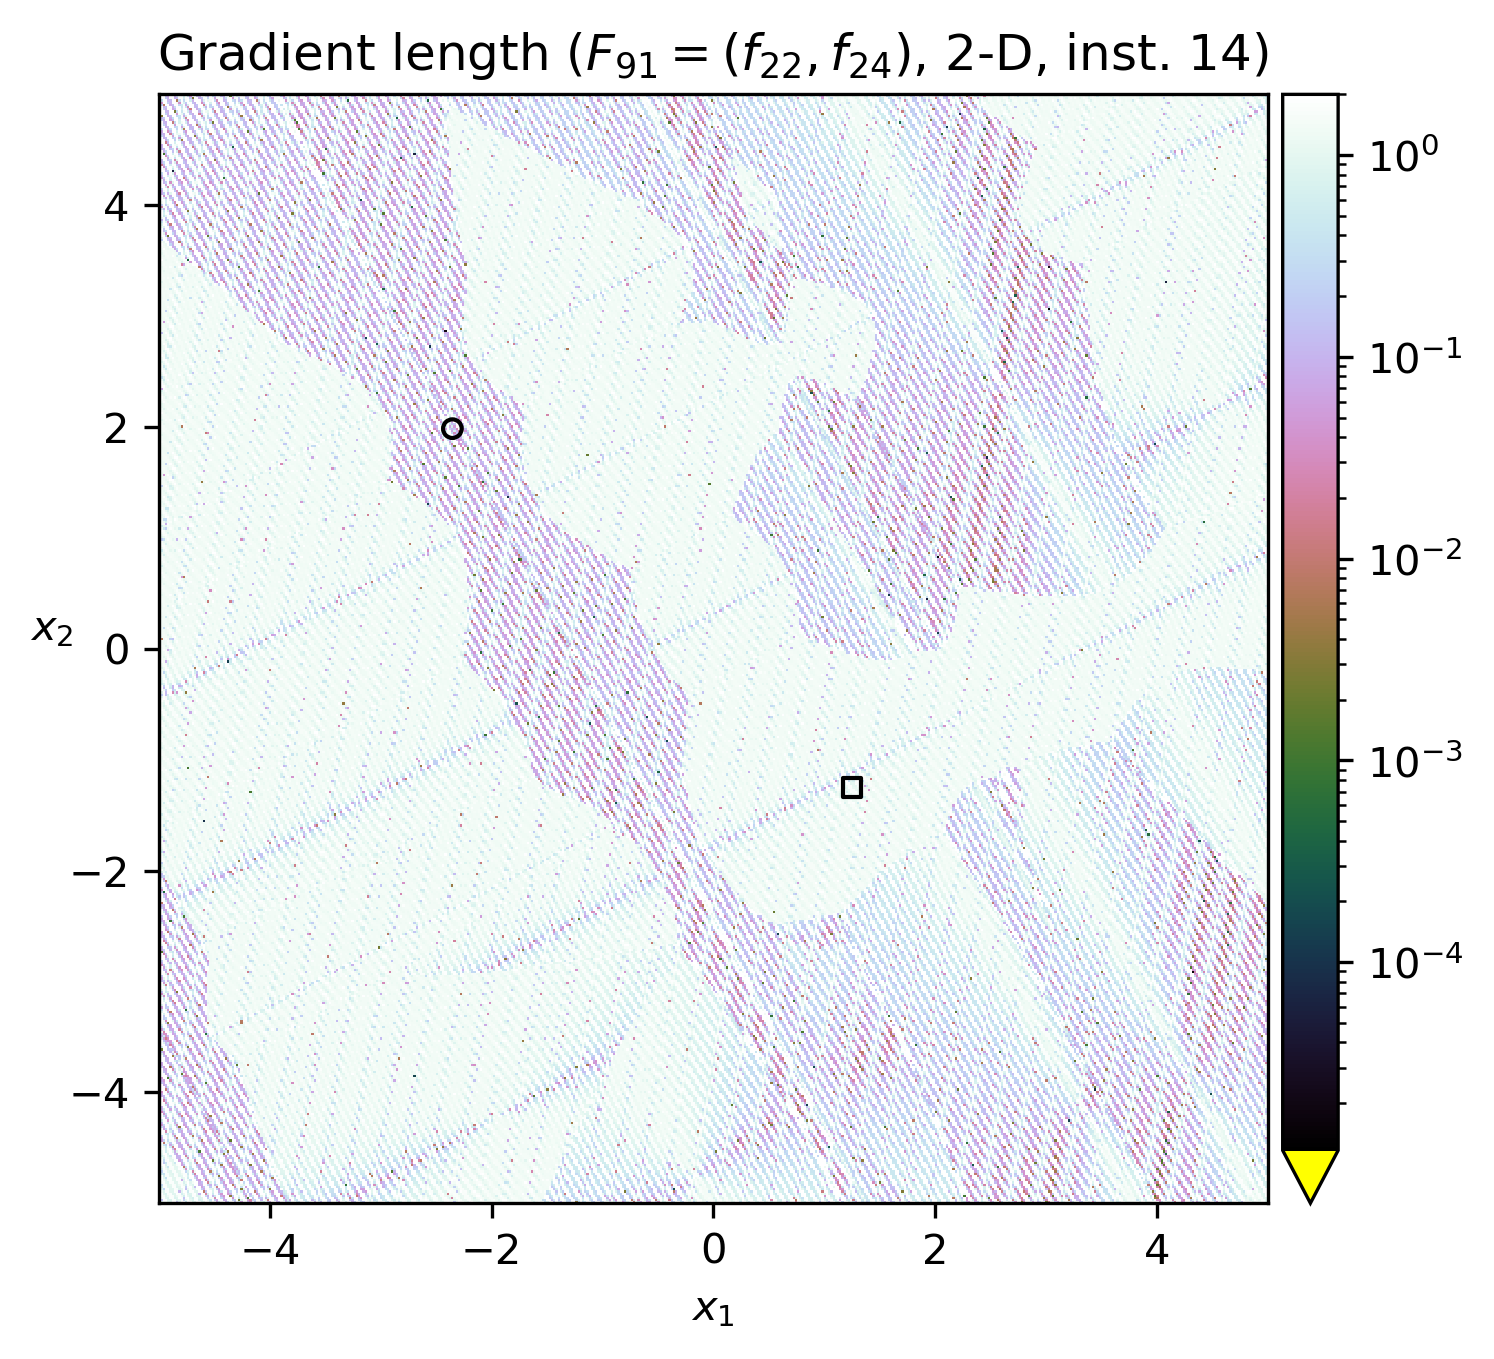 Gradient length (F₉₁ = (f₂₂, f₂₄), 2-D, inst. 14)
10⁰
4
10⁻¹
2
10⁻²
x₂
0
10⁻³
−2
10⁻⁴
−4
−4 −2 0 2 4
x₁